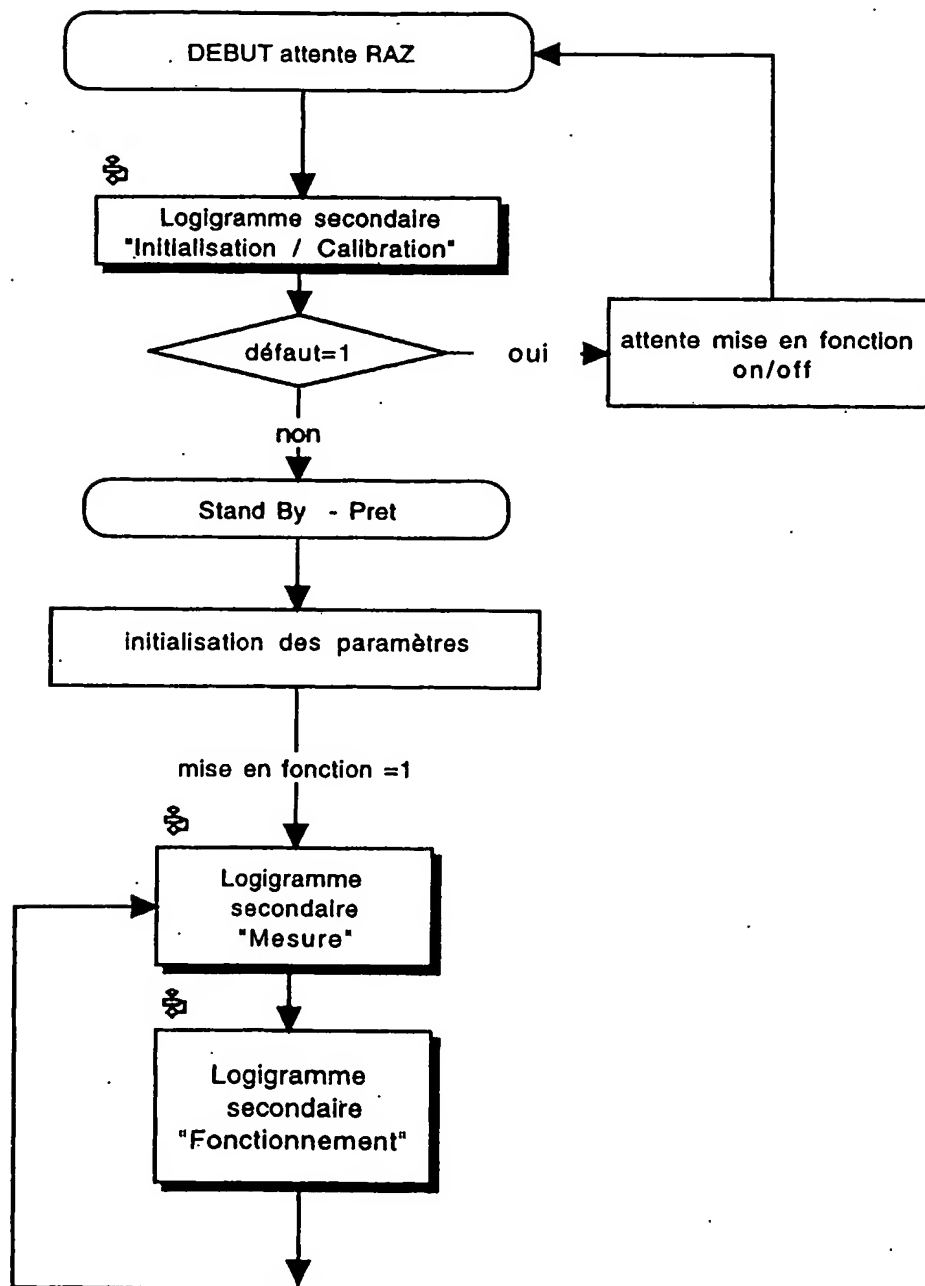 DEBUT attente RAZ
Logigramme secondaire
"Initialisation / Calibration"
défaut=1
oui
attente mise en fonction
on/off
non
Stand By - Pret
initialisation des paramètres
mise en fonction =1
Logigramme
secondaire
"Mesure"
Logigramme
secondaire
"Fonctionnement"